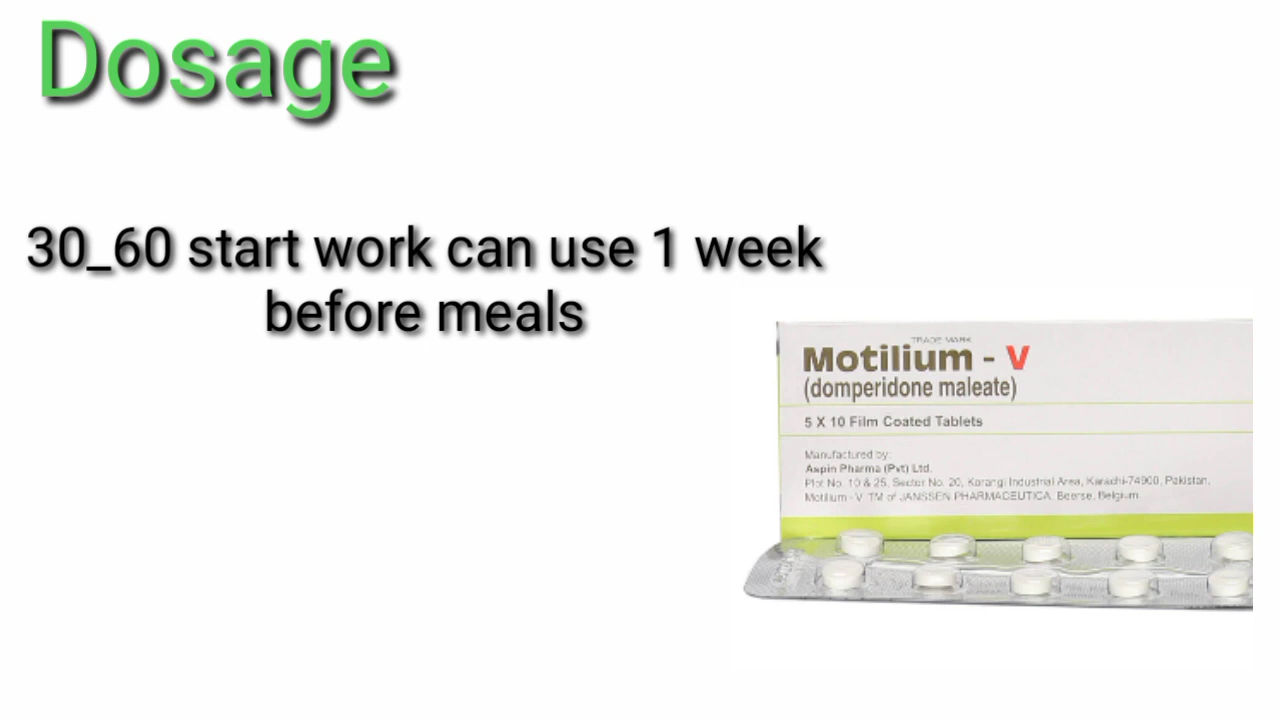 Dosage
30_60 start work can use 1 week
before meals
TRADE MARK
Motilium - V
(domperidone maleate)
5 X 10 Film Coated Tablets
Manufactured by:
Aspin Pharma (Pvt) Ltd.
Plot No. 10 & 25, Sector No. 20, Korangi Industrial Area, Karachi-74900, Pakistan.
Motilium - V: TM of JANSSEN PHARMACEUTICA, Beerse, Belgium.